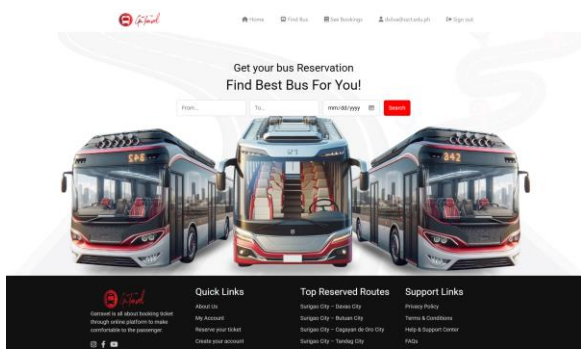 GaTravel
Home
Find Bus
See Bookings
Sign out
Get your bus Reservation
Find Best Bus For You!
From...
To...
mm/dd/yyyy
Search
842
Quick Links
Top Reserved Routes
Support Links
About Us
Surigao City – Davao City
Privacy Policy
Gatravel is all about booking ticket
My Account
Surigao City – Butuan City
Terms & Conditions
through online platform to make
Reserve your ticket
Surigao City – Cagayan de Oro City
Help & Support Center
comfortable to the passenger.
Create your account
Surigao City – Tandag City
FAQs